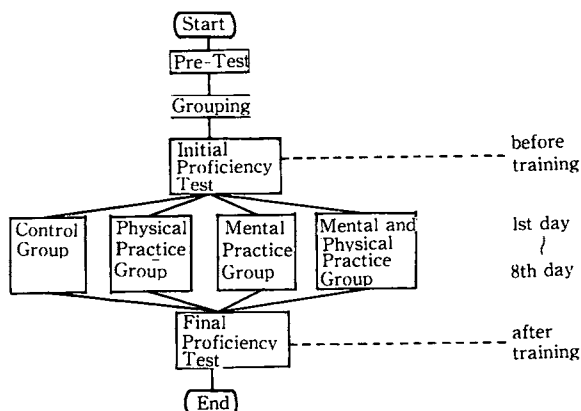 Start
Pre-Test
Grouping
Initial
Proficiency
Test
before
training
Control
Group
Physical
Practice
Group
Mental
Practice
Group
Mental and
Physical
Practice
Group
1st day
~
8th day
Final
Proficiency
Test
after
training
End